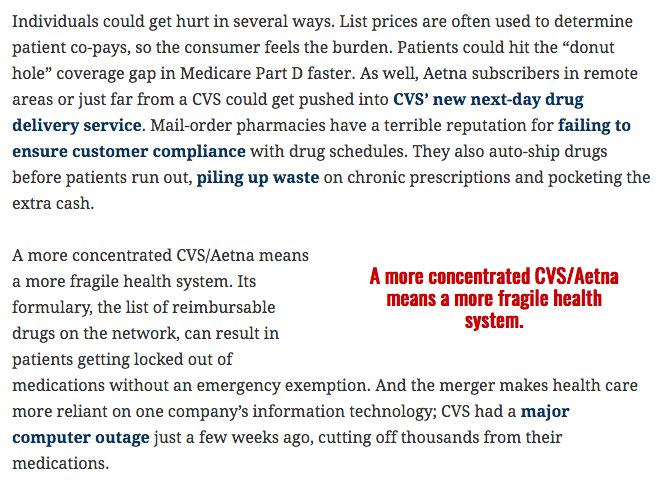 Individuals could get hurt in several ways. List prices are often used to determine
patient co-pays, so the consumer feels the burden. Patients could hit the “donut
hole” coverage gap in Medicare Part D faster. As well, Aetna subscribers in remote
areas or just far from a CVS could get pushed into CVS’ new next-day drug
delivery service. Mail-order pharmacies have a terrible reputation for failing to
ensure customer compliance with drug schedules. They also auto-ship drugs
before patients run out, piling up waste on chronic prescriptions and pocketing the
extra cash.
A more concentrated CVS/Aetna means
a more fragile health system. Its
formulary, the list of reimbursable
drugs on the network, can result in
patients getting locked out of
medications without an emergency exemption. And the merger makes health care
more reliant on one company’s information technology; CVS had a major
computer outage just a few weeks ago, cutting off thousands from their
medications.
A more concentrated CVS/Aetna
means a more fragile health
system.